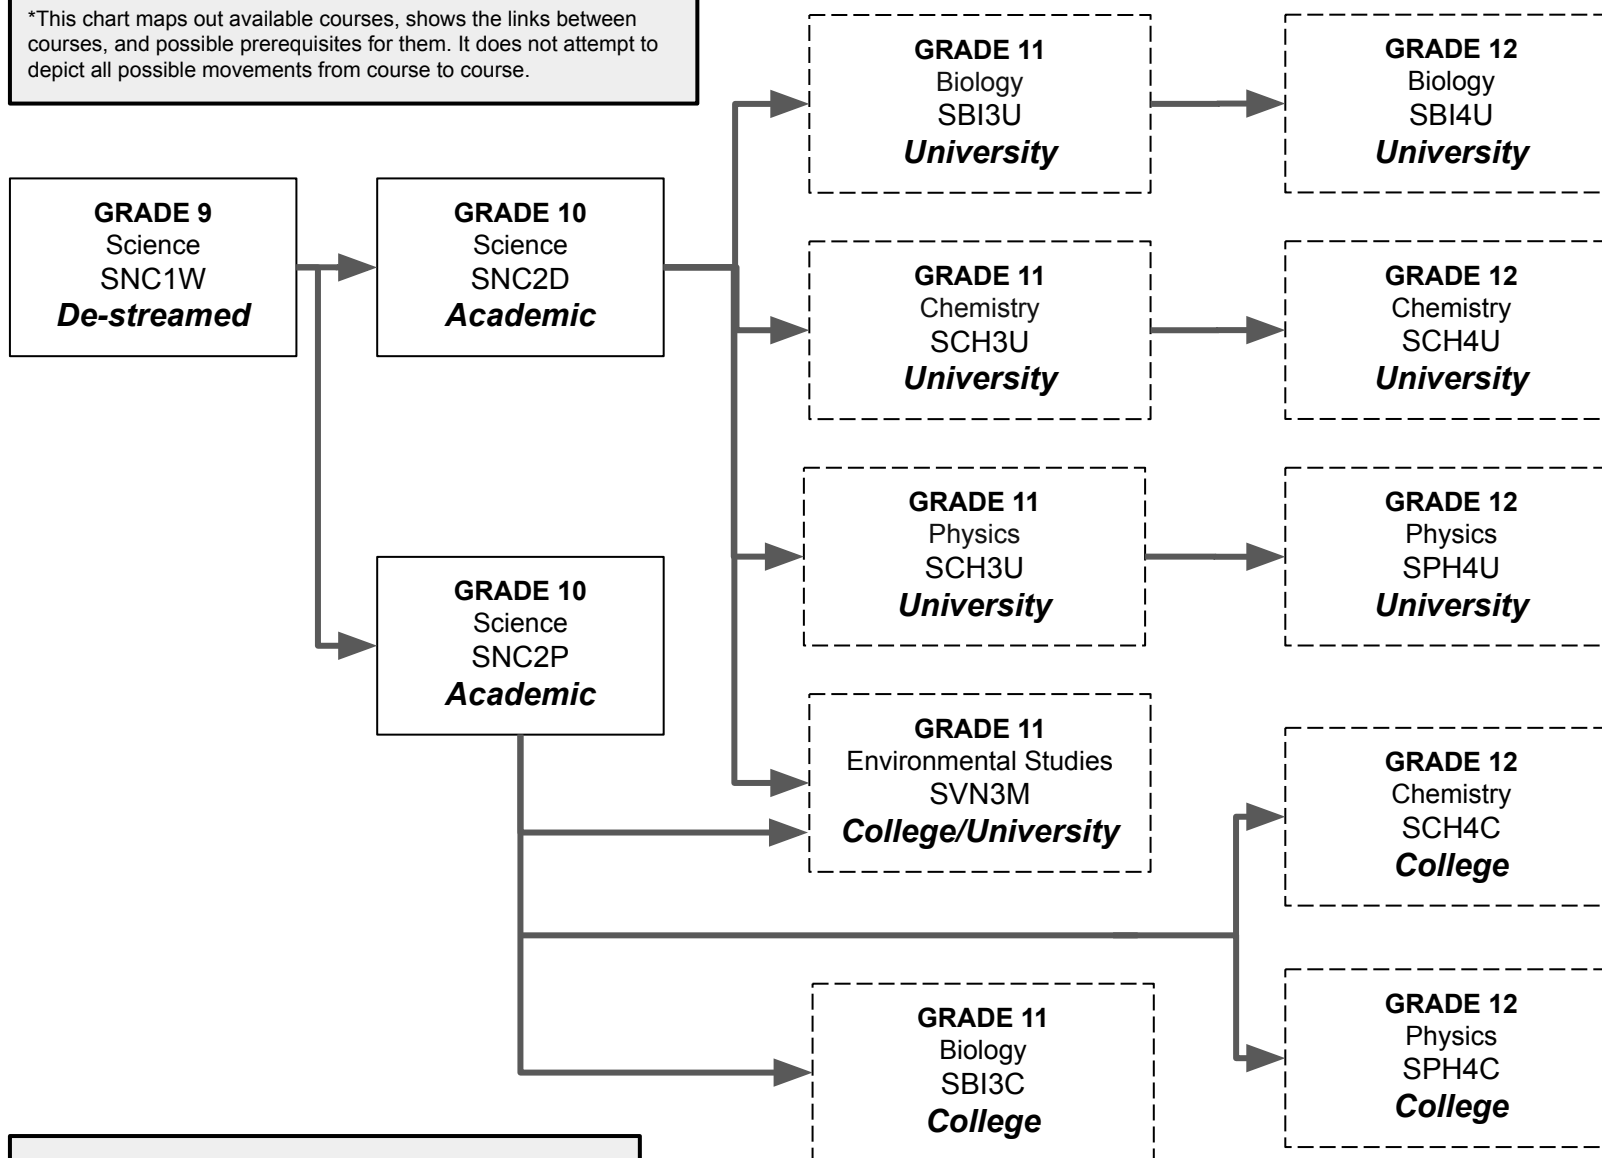 *This chart maps out available courses, shows the links between
courses, and possible prerequisites for them. It does not attempt to
depict all possible movements from course to course.
GRADE 9
Science
SNC1W
De-streamed
GRADE 10
Science
SNC2D
Academic
GRADE 10
Science
SNC2P
Academic
GRADE 11
Biology
SBI3U
University
GRADE 11
Chemistry
SCH3U
University
GRADE 11
Physics
SCH3U
University
GRADE 11
Environmental Studies
SVN3M
College/University
GRADE 11
Biology
SBI3C
College
GRADE 12
Biology
SBI4U
University
GRADE 12
Chemistry
SCH4U
University
GRADE 12
Physics
SPH4U
University
GRADE 12
Chemistry
SCH4C
College
GRADE 12
Physics
SPH4C
College